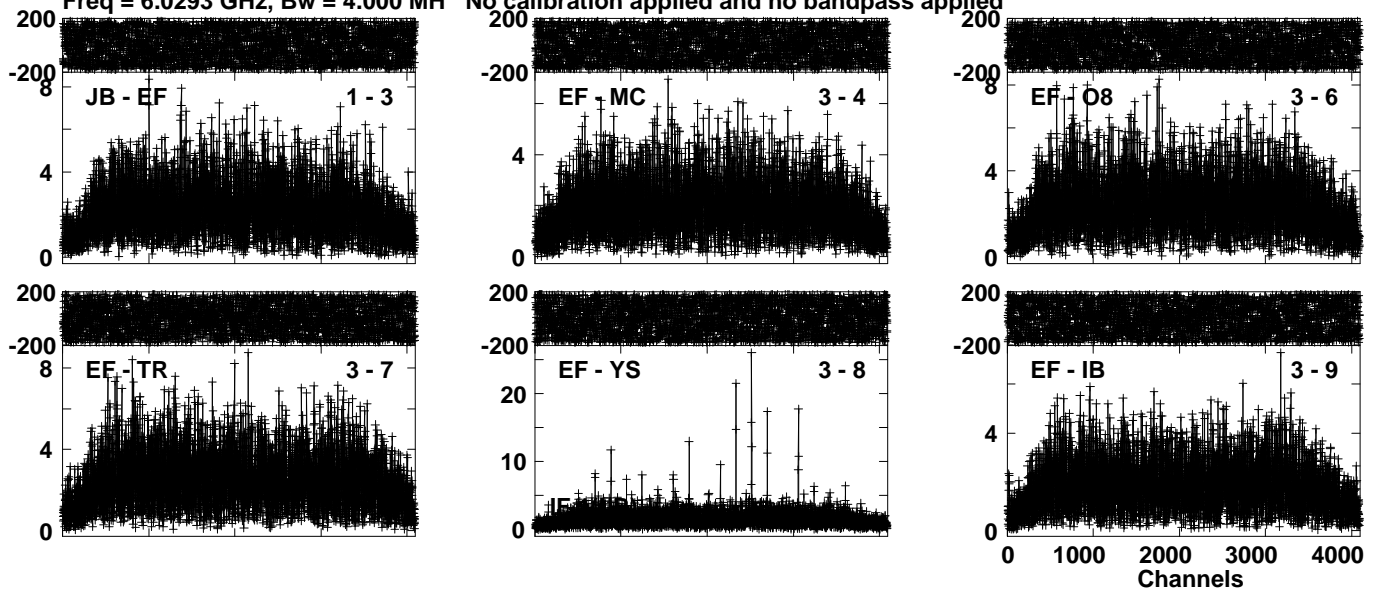 Freq = 6.0293 GHz, Bw = 4.000 MH No calibration applied and no bandpass applied
200 200 200
-200 -200 -200
8 JB - EF 1 - 3 EF - MC 3 - 4 8 EF - O8 3 - 6
4 4 4
0 0 0
200 200 200
-200 -200 -200
8 EF - TR 3 - 7 EF - YS 3 - 8 EF - IB 3 - 9
20
4 10 4
IF
0 0 0
0 1000 2000 3000 4000
Channels